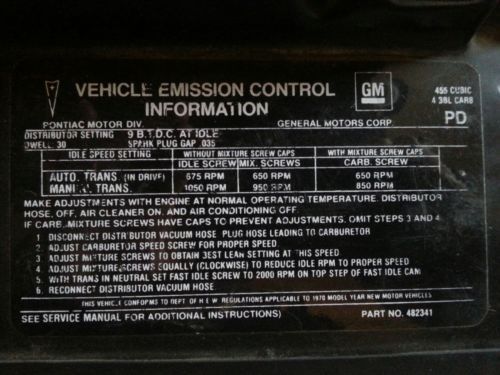 VEHICLE EMISSION CONTROL
INFORMATION
GM
455 CUBIC
4 BBL CARB
PD
PONTIAC MOTOR DIV.
GENERAL MOTORS CORP.
DISTRIBUTOR SETTING 9 B.T.D.C. AT IDLE
DWELL: 30 SPARK PLUG GAP .035
IDLE SPEED SETTING WITHOUT MIXTURE SCREW CAPS WITH MIXTURE SCREW CAPS
IDLE SCREW MIX. SCREWS CARB. SCREW
AUTO. TRANS. (IN DRIVE) 675 RPM 650 RPM 650 RPM
MANUAL TRANS. 1050 RPM 950 RPM 850 RPM
MAKE ADJUSTMENTS WITH ENGINE AT NORMAL OPERATING TEMPERATURE. DISTRIBUTOR
HOSE. OFF, AIR CLEANER ON, AND AIR CONDITIONING OFF
IF CARB. MIXTURE SCREWS HAVE CAPS TO PREVENT ADJUSTMENTS. OMIT STEPS 3 AND 4
1 DISCONNECT DISTRIBUTOR VACUUM HOSE PLUG HOSE LEADING TO CARBURETOR
2 ADJUST CARBURETOR SPEED SCREW FOR PROPER SPEED
3 ADJUST MIXTURE SCREWS TO OBTAIN BEST LEAN SETTING AT THIS SPEED
4 ADJUST MIXTURE SCREWS EQUALLY (CLOCKWISE) TO REDUCE IDLE RPM TO PROPER SPEED
5 WITH TRANS IN NEUTRAL SET FAST IDLE SCREW TO 2000 RPM ON TOP STEP OF FAST IDLE CAM
6 RECONNECT DISTRIBUTOR VACUUM HOSE
THIS VEHICLE CONFORMS TO DEPT OF H E W REGULATIONS APPLICABLE TO 1970 MODEL YEAR NEW MOTOR VEHICLES
SEE SERVICE MANUAL FOR ADDITIONAL INSTRUCTIONS) PART NO. 482341